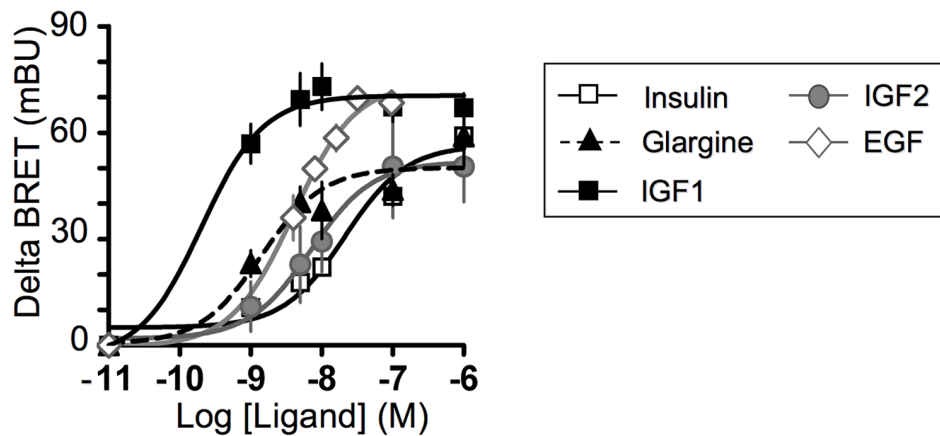 90
60
30
0
Delta BRET (mBU)
-11 -10 -9 -8 -7 -6
Log [Ligand] (M)
Insulin
IGF2
Glargine
EGF
IGF1